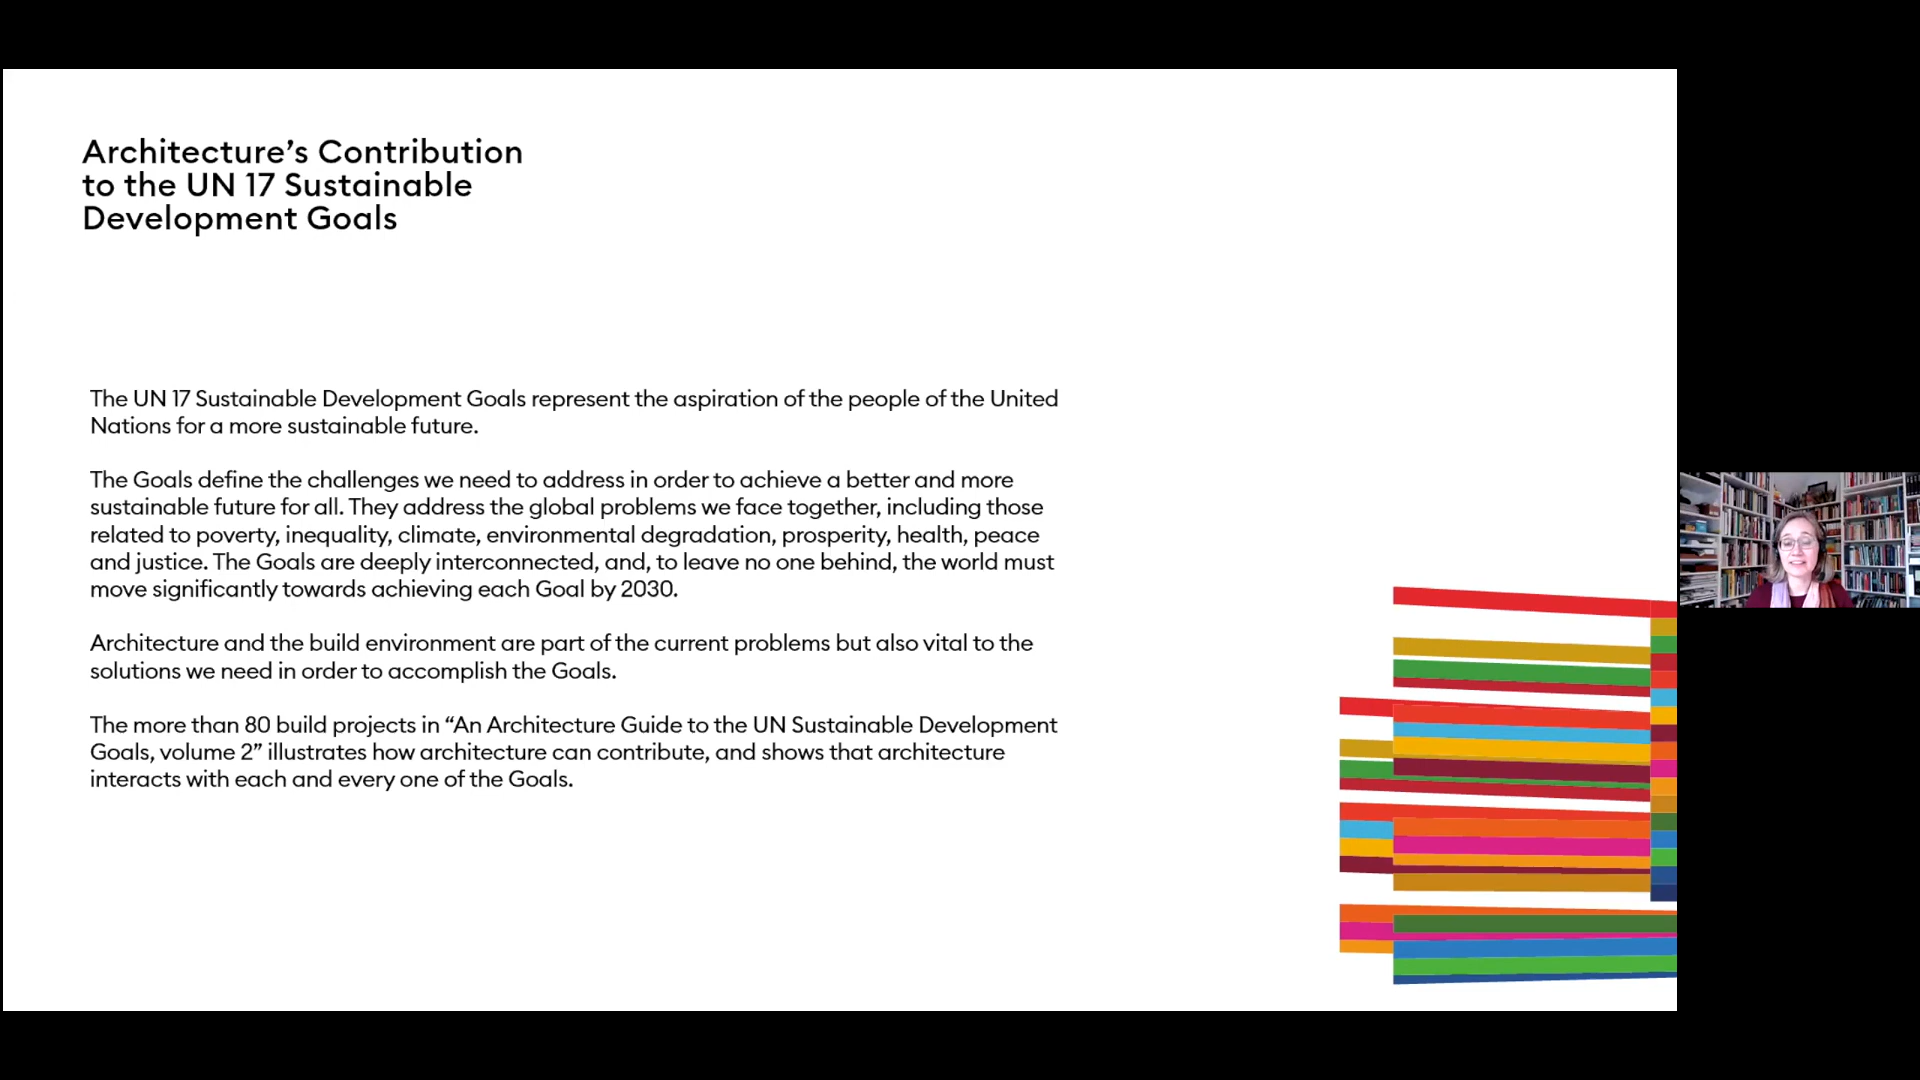 Architecture’s Contribution
to the UN 17 Sustainable
Development Goals
The UN 17 Sustainable Development Goals represent the aspiration of the people of the United
Nations for a more sustainable future.
The Goals define the challenges we need to address in order to achieve a better and more
sustainable future for all. They address the global problems we face together, including those
related to poverty, inequality, climate, environmental degradation, prosperity, health, peace
and justice. The Goals are deeply interconnected, and, to leave no one behind, the world must
move significantly towards achieving each Goal by 2030.
Architecture and the build environment are part of the current problems but also vital to the
solutions we need in order to accomplish the Goals.
The more than 80 build projects in “An Architecture Guide to the UN Sustainable Development
Goals, volume 2” illustrates how architecture can contribute, and shows that architecture
interacts with each and every one of the Goals.